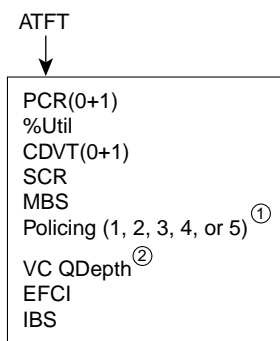 ATFT
PCR(0+1)
%Util
CDVT(0+1)
SCR
MBS
Policing (1, 2, 3, 4, or 5) ①
VC QDepth ②
EFCI
IBS